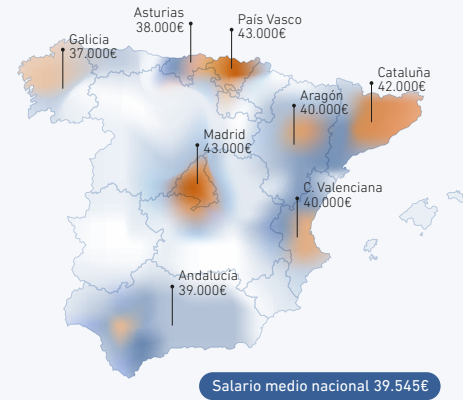 Asturias
38.000€
País Vasco
43.000€
Galicia
37.000€
Cataluña
42.000€
Aragón
40.000€
Madrid
43.000€
C. Valenciana
40.000€
Andalucía
39.000€
Salario medio nacional 39.545€